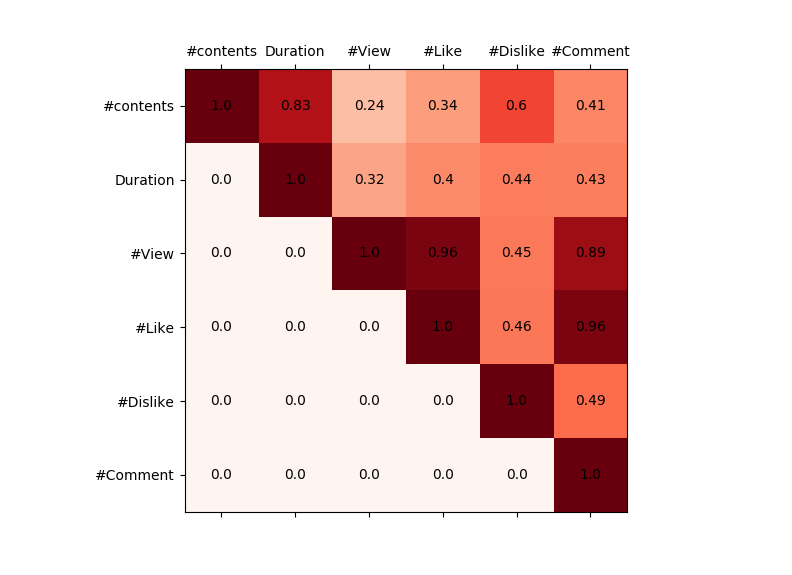 #contents Duration #View #Like #Dislike #Comment
#contents 1.0 0.83 0.24 0.34 0.6 0.41
Duration 0.0 1.0 0.32 0.4 0.44 0.43
#View 0.0 0.0 1.0 0.96 0.45 0.89
#Like 0.0 0.0 0.0 1.0 0.46 0.96
#Dislike 0.0 0.0 0.0 0.0 1.0 0.49
#Comment 0.0 0.0 0.0 0.0 0.0 1.0